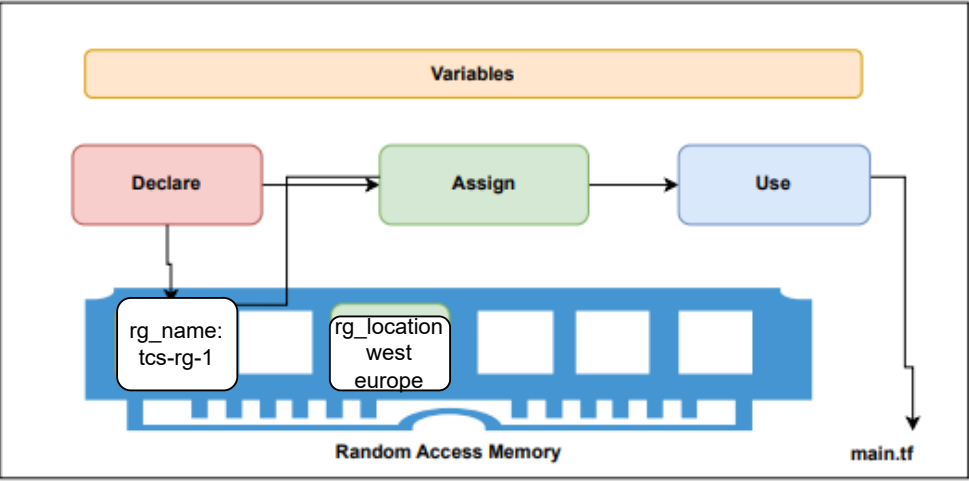 Variables
Declare
Assign
Use
rg_name:
tcs-rg-1
rg_location
west
europe
Random Access Memory
main.tf